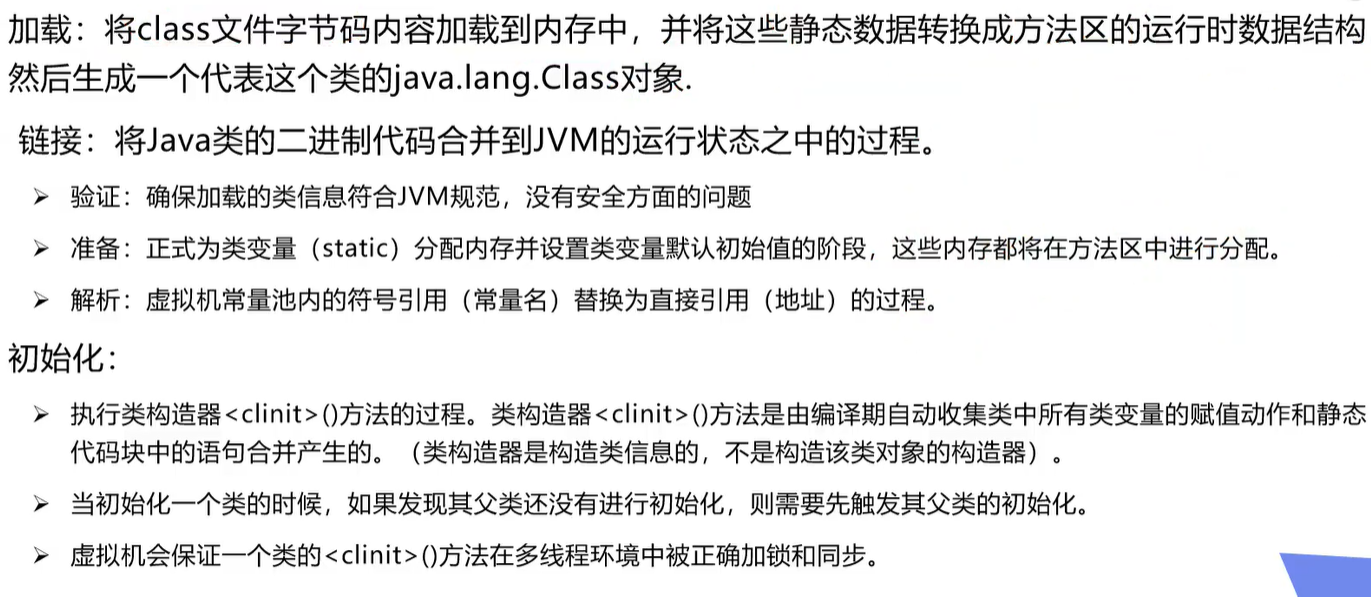 加载：将class文件字节码内容加载到内存中，并将这些静态数据转换成方法区的运行时数据结构
然后生成一个代表这个类的java.lang.Class对象.
链接：将Java类的二进制代码合并到JVM的运行状态之中的过程。
➢ 验证：确保加载的类信息符合JVM规范，没有安全方面的问题
➢ 准备：正式为类变量（static）分配内存并设置类变量默认初始值的阶段，这些内存都将在方法区中进行分配。
➢ 解析：虚拟机常量池内的符号引用（常量名）替换为直接引用（地址）的过程。
初始化：
➢ 执行类构造器<clinit>()方法的过程。类构造器<clinit>()方法是由编译期自动收集类中所有类变量的赋值动作和静态
代码块中的语句合并产生的。（类构造器是构造类信息的，不是构造该类对象的构造器）。
➢ 当初始化一个类的时候，如果发现其父类还没有进行初始化，则需要先触发其父类的初始化。
➢ 虚拟机会保证一个类的<clinit>()方法在多线程环境中被正确加锁和同步。